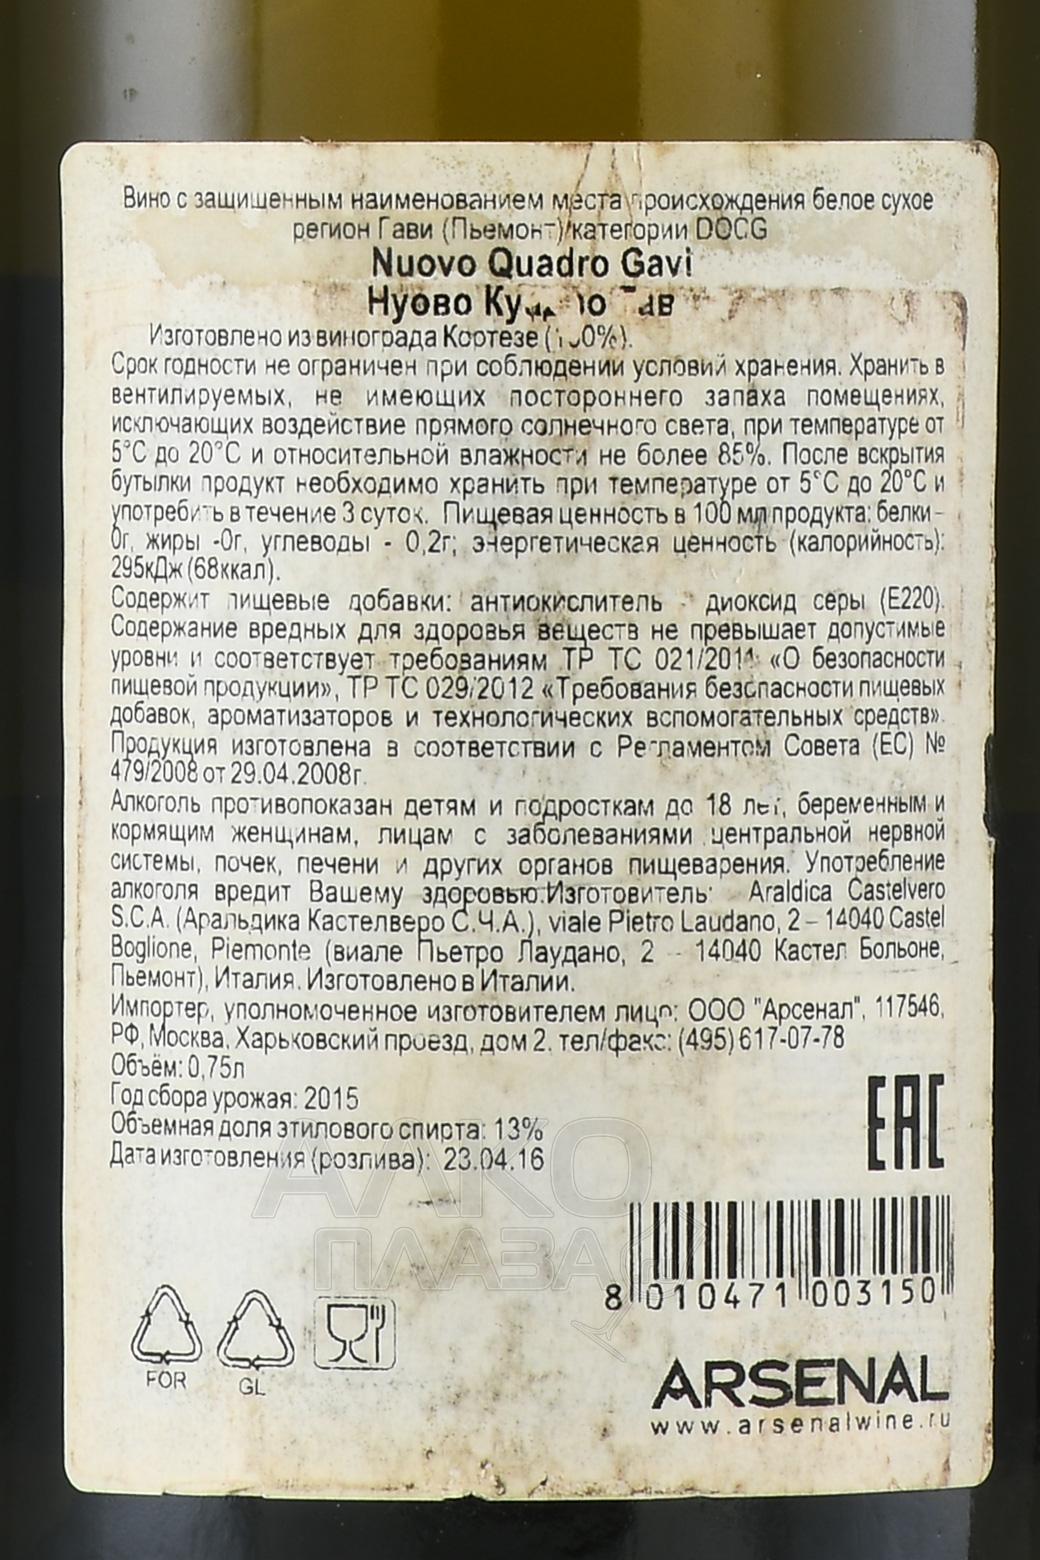 Вино с защищенным наименованием места происхождения белое сухое
регион Гави (Пьемонт) категории DOCG
Nuovo Quadro Gavi
Нуово
Изготовлено из винограда Кортезе (100%).
Срок годности не ограничен при соблюдении условий хранения. Хранить в
вентилируемых, не имеющих постороннего запаха помещениях,
исключающих воздействие прямого солнечного света, при температуре от
5°С до 20°С и относительной влажности не более 85%. После вскрытия
бутылки продукт необходимо хранить при температуре от 5°С до 20°С и
употребить в течение 3 суток. Пищевая ценность в 100 мл продукта: белки -
0г, жиры -0г, углеводы - 0,2г; энергетическая ценность (калорийность):
295кДж (68ккал).
Содержит пищевые добавки: антиокислитель - диоксид серы (Е220).
Содержание вредных для здоровья веществ не превышает допустимые
уровни и соответствует требованиям ТР ТС 021/2011 «О безопасности
пищевой продукции», ТР ТС 029/2012 «Требования безопасности пищевых
добавок, ароматизаторов и технологических вспомогательных средств».
Продукция изготовлена в соответствии с Регламентом Совета (ЕС) №
479/2008 от 29.04.2008г.
Алкоголь противопоказан детям и подросткам до 18 лет, беременным и
кормящим женщинам, лицам с заболеваниями центральной нервной
системы, почек, печени и других органов пищеварения. Употребление
алкоголя вредит Вашему здоровью.Изготовитель: Araldica Castelvero
S.C.A. (Аральдика Кастелверо С.Ч.А.), viale Pietro Laudano, 2 – 14040 Castel
Boglione, Piemonte (виале Пьетро Лаудано, 2 - 14040 Кастел Больоне,
Пьемонт), Италия. Изготовлено в Италии.
Импортер, уполномоченное изготовителем лицо: ООО "Арсенал", 117546,
РФ, Москва, Харьковский проезд, дом 2. тел/факс: (495) 617-07-78
Объём: 0,75л
Год сбора урожая: 2015
Объемная доля этилового спирта: 13%
Дата изготовления (розлива): 23.04.16
EAC
АЛКО
ПЛАЗА
8 010471 003150
FOR
GL
ARSENAL
www.arsenalwine.ru